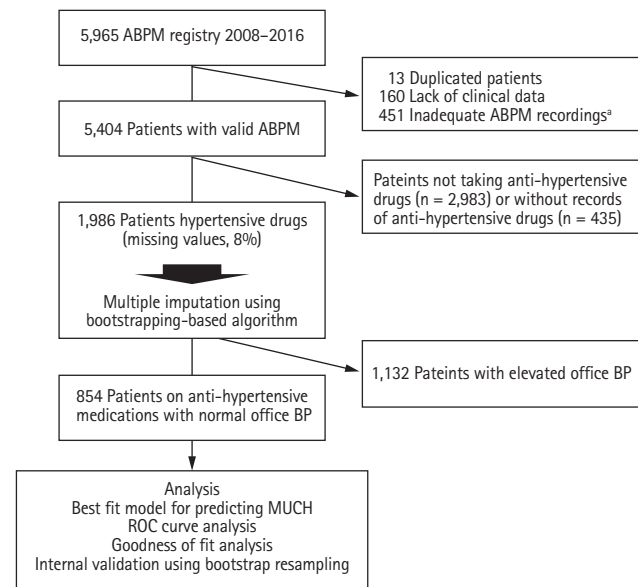 5,965 ABPM registry 2008–2016
13 Duplicated patients
160 Lack of clinical data
451 Inadequate ABPM recordingsª
5,404 Patients with valid ABPM
Pateints not taking anti-hypertensive
drugs (n = 2,983) or without records
of anti-hypertensive drugs (n = 435)
1,986 Patients hypertensive drugs
(missing values, 8%)
Multiple imputation using
bootstrapping-based algorithm
1,132 Pateints with elevated office BP
854 Patients on anti-hypertensive
medications with normal office BP
Analysis
Best fit model for predicting MUCH
ROC curve analysis
Goodness of fit analysis
Internal validation using bootstrap resampling